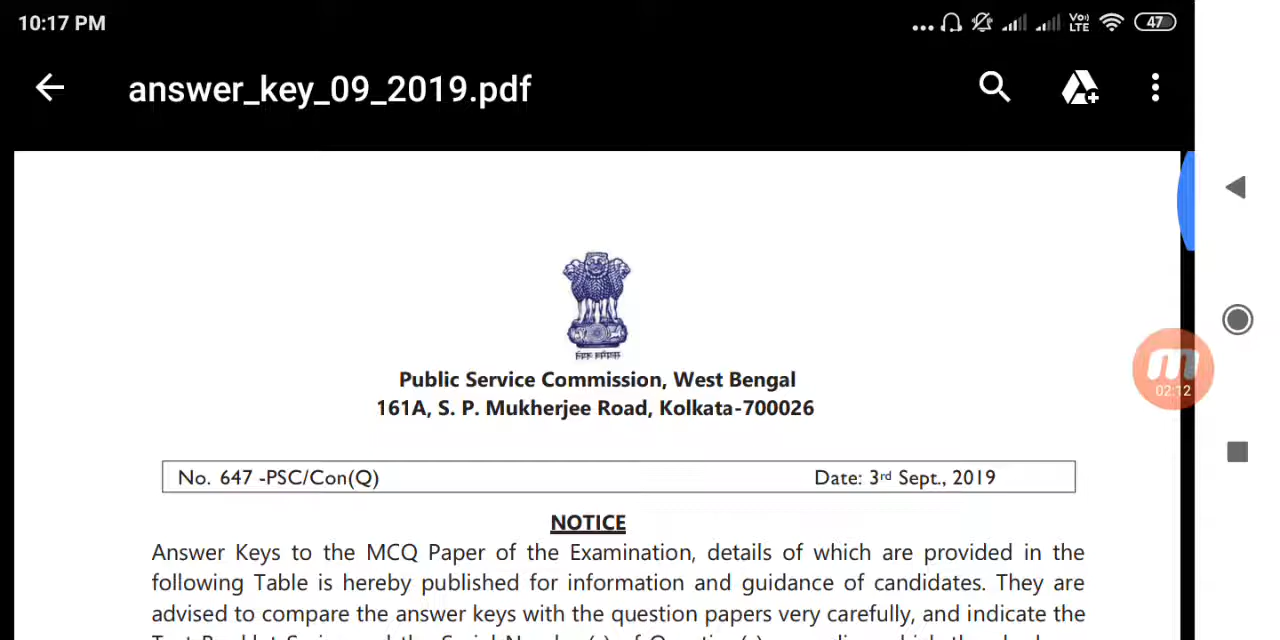 10:17 PM
Vo)) LTE
47
answer_key_09_2019.pdf
Public Service Commission, West Bengal
161A, S. P. Mukherjee Road, Kolkata-700026
No. 647 -PSC/Con(Q) Date: 3rd Sept., 2019
NOTICE
Answer Keys to the MCQ Paper of the Examination, details of which are provided in the
following Table is hereby published for information and guidance of candidates. They are
advised to compare the answer keys with the question papers very carefully, and indicate the
02:12